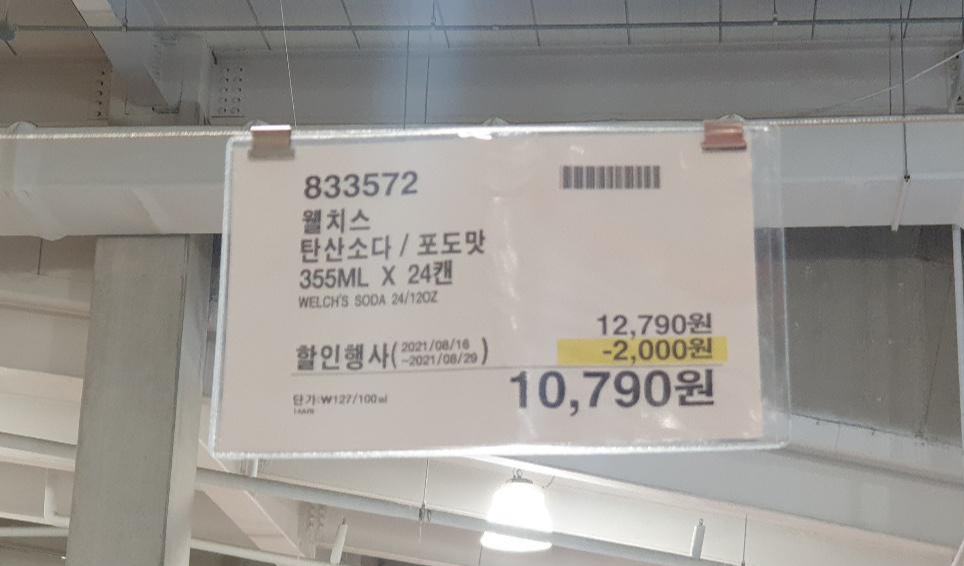 833572
웰치스
탄산소다 / 포도맛
355ML X 24캔
WELCH'S SODA 24/12OZ
12,790원
할인행사( 2021/08/16 ~2021/08/29 ) -2,000원
10,790원
단가:₩127/100ml